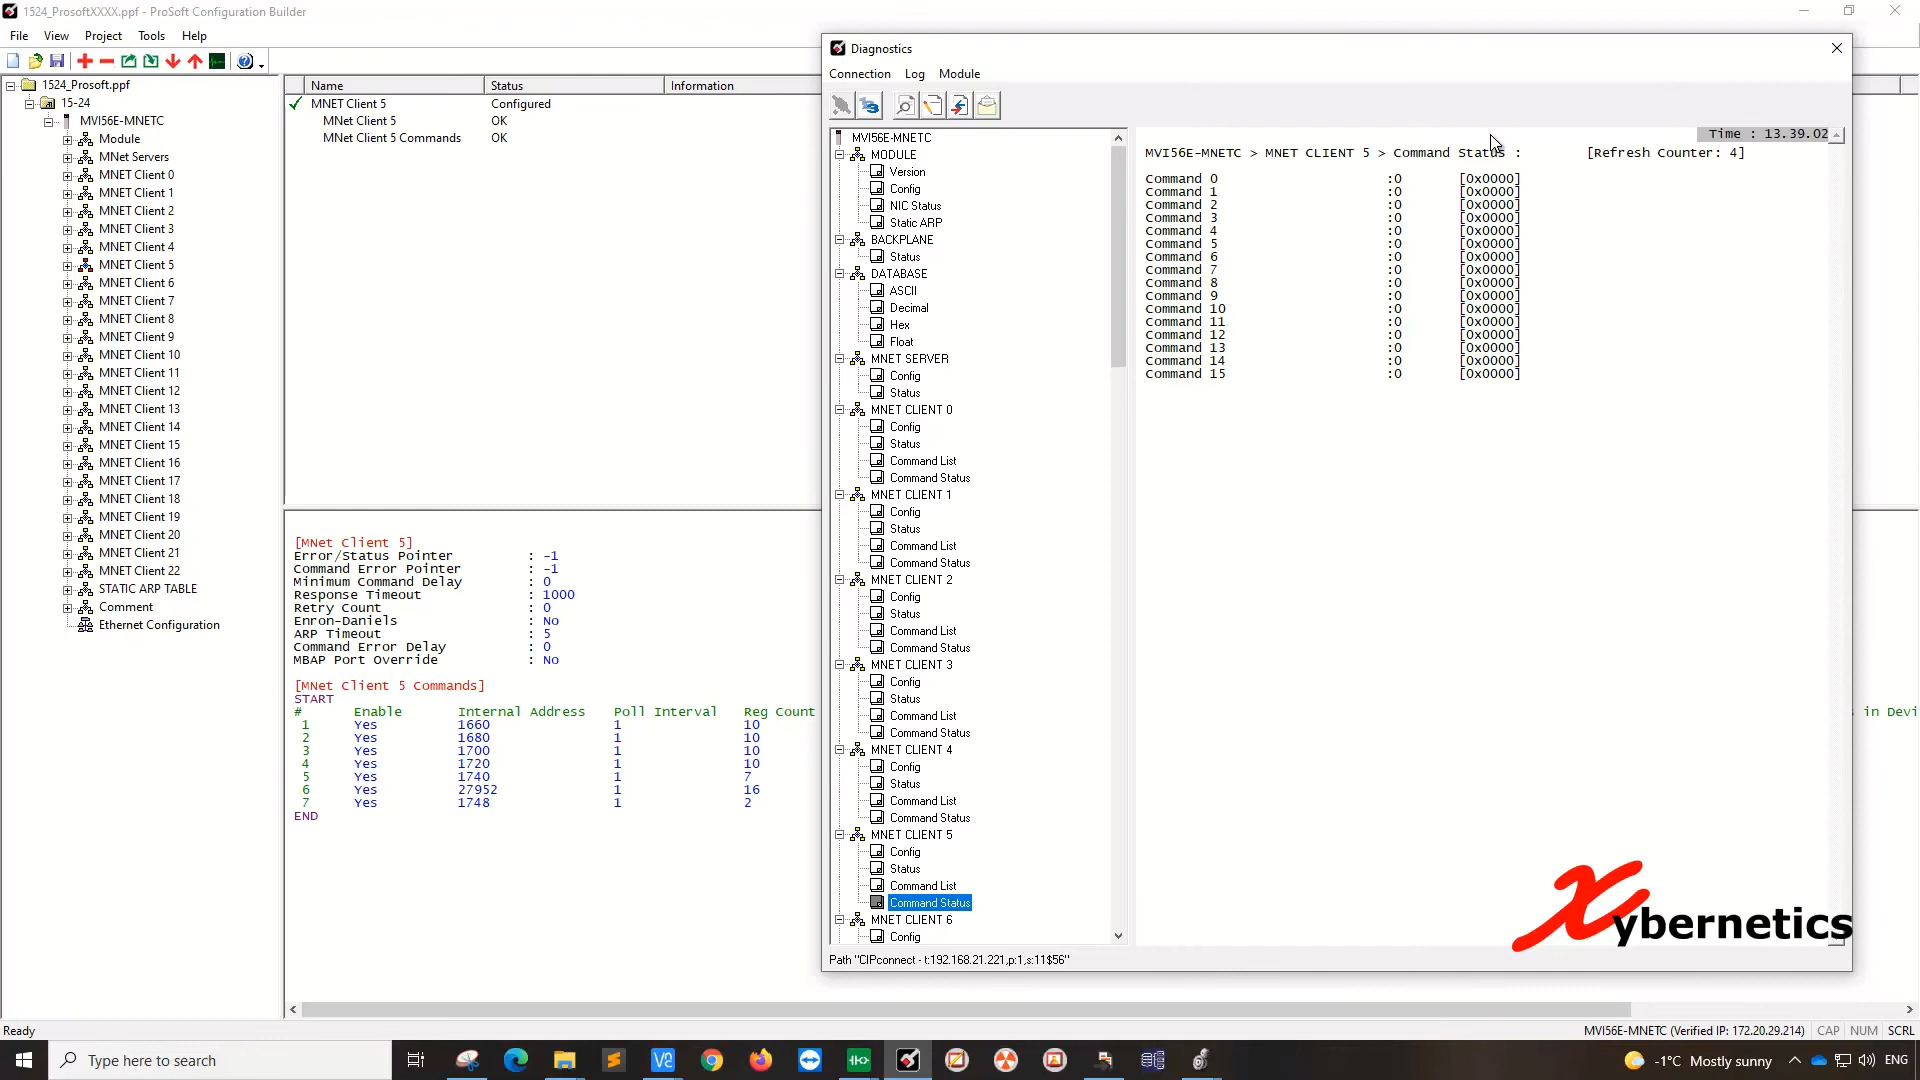 1524_ProsoftXXXX.ppf - ProSoft Configuration Builder
File View Project Tools Help
1524_Prosoft.ppf
15-24
MVI56E-MNETC
Module
MNet Servers
MNET Client 0
MNET Client 1
MNET Client 2
MNET Client 3
MNET Client 4
MNET Client 5
MNET Client 6
MNET Client 7
MNET Client 8
MNET Client 9
MNET Client 10
MNET Client 11
MNET Client 12
MNET Client 13
MNET Client 14
MNET Client 15
MNET Client 16
MNET Client 17
MNET Client 18
MNET Client 19
MNET Client 20
MNET Client 21
MNET Client 22
STATIC ARP TABLE
Comment
Ethernet Configuration
Name Status Information
MNET Client 5 Configured
MNet Client 5 OK
MNet Client 5 Commands OK
[MNet Client 5]
Error/Status Pointer : -1
Command Error Pointer : -1
Minimum Command Delay : 0
Response Timeout : 1000
Retry Count : 0
Enron-Daniels : No
ARP Timeout : 5
Command Error Delay : 0
MBAP Port Override : No
[MNet Client 5 Commands]
START
# Enable Internal Address Poll Interval Reg Count
1 Yes 1660 1 10
2 Yes 1680 1 10
3 Yes 1700 1 10
4 Yes 1720 1 10
5 Yes 1740 1 7
6 Yes 27952 1 16
7 Yes 1748 1 2
END
in Devi
Diagnostics
Connection Log Module
MVI56E-MNETC
MODULE
Version
Config
NIC Status
Static ARP
BACKPLANE
Status
DATABASE
ASCII
Decimal
Hex
Float
MNET SERVER
Config
Status
MNET CLIENT 0
Config
Status
Command List
Command Status
MNET CLIENT 1
Config
Status
Command List
Command Status
MNET CLIENT 2
Config
Status
Command List
Command Status
MNET CLIENT 3
Config
Status
Command List
Command Status
MNET CLIENT 4
Config
Status
Command List
Command Status
MNET CLIENT 5
Config
Status
Command List
Command Status
MNET CLIENT 6
Config
Time : 13.39.02
MVI56E-MNETC > MNET CLIENT 5 > Command Status : [Refresh Counter: 4]
Command 0 :0 [0x0000]
Command 1 :0 [0x0000]
Command 2 :0 [0x0000]
Command 3 :0 [0x0000]
Command 4 :0 [0x0000]
Command 5 :0 [0x0000]
Command 6 :0 [0x0000]
Command 7 :0 [0x0000]
Command 8 :0 [0x0000]
Command 9 :0 [0x0000]
Command 10 :0 [0x0000]
Command 11 :0 [0x0000]
Command 12 :0 [0x0000]
Command 13 :0 [0x0000]
Command 14 :0 [0x0000]
Command 15 :0 [0x0000]
Path "CIPconnect - t:192.168.21.221,p:1,s:11$56"
Xybernetics
Ready
MVI56E-MNETC (Verified IP: 172.20.29.214) CAP NUM SCRL
Type here to search
-1°C Mostly sunny
ENG